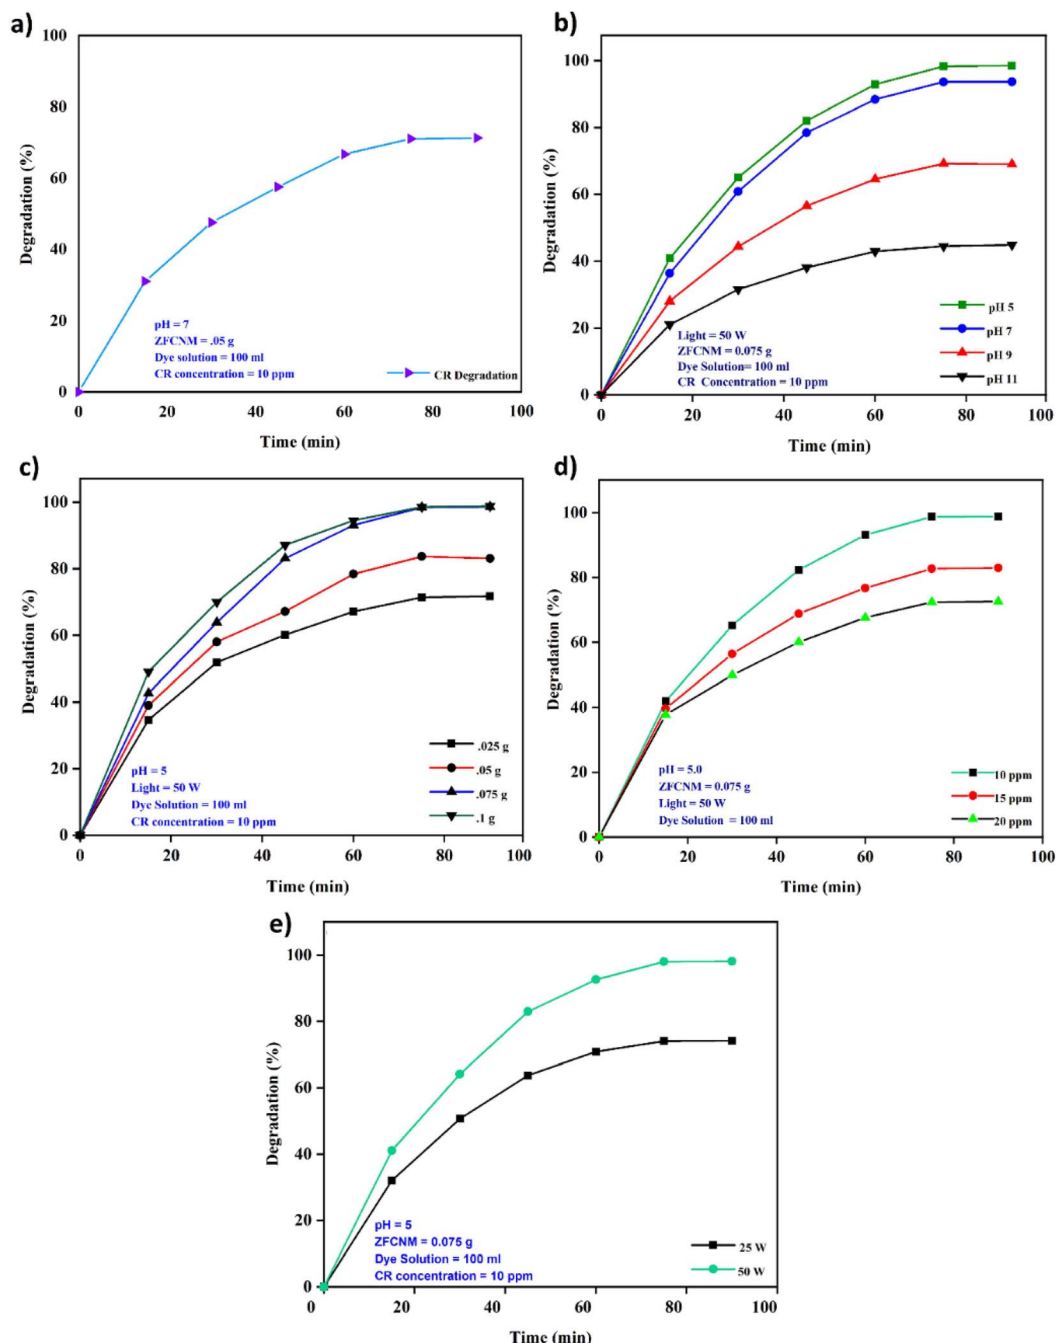 a)
100
80
60
40
20
0
Degradation (%)
pH = 7
ZFCNM = .05 g
Dye solution = 100 ml
CR concentration = 10 ppm
CR Degradation
0 20 40 60 80 100
Time (min)
b)
100
80
60
40
20
0
Degradation (%)
Light = 50 W
ZFCNM = 0.075 g
Dye Solution= 100 ml
CR Concentration = 10 ppm
pH 5
pH 7
pH 9
pH 11
0 20 40 60 80 100
Time (min)
c)
100
80
60
40
20
0
Degradation (%)
pH = 5
Light = 50 W
Dye Solution = 100 ml
CR concentration = 10 ppm
.025 g
.05 g
.075 g
.1 g
0 20 40 60 80 100
Time (min)
d)
100
80
60
40
20
0
Degradation (%)
pH = 5.0
ZFCNM = 0.075 g
Light = 50 W
Dye Solution = 100 ml
10 ppm
15 ppm
20 ppm
0 20 40 60 80 100
Time (min)
e)
100
80
60
40
20
0
Degradation (%)
pH = 5
ZFCNM = 0.075 g
Dye Solution = 100 ml
CR concentration = 10 ppm
25 W
50 W
0 20 40 60 80 100
Time (min)